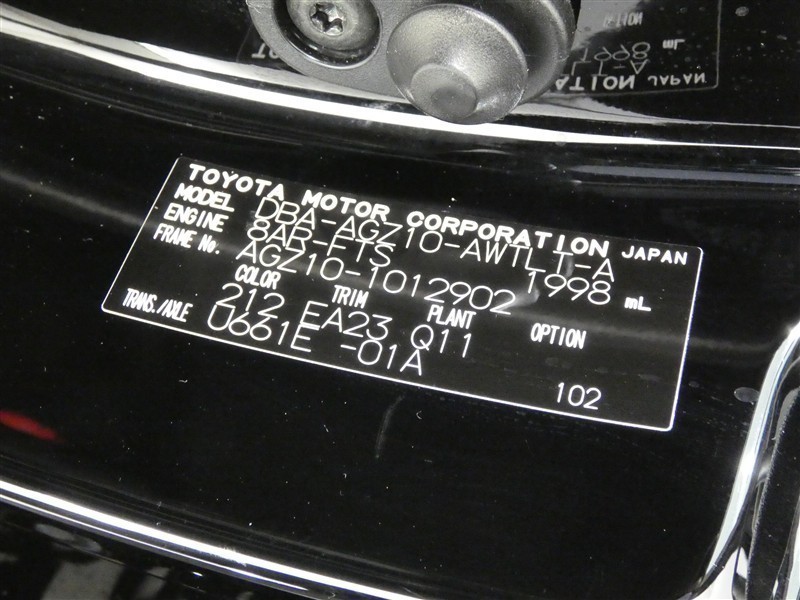 TOYOTA MOTOR CORPORATION JAPAN
MODEL DBA-AGZ10-AWTLT-A
ENGINE 8AR-FTS 1998 mL
FRAME No. AGZ10-1012902
COLOR TRIM PLANT OPTION
212 EA23 Q11
TRANS./AXLE U661E -01A
102